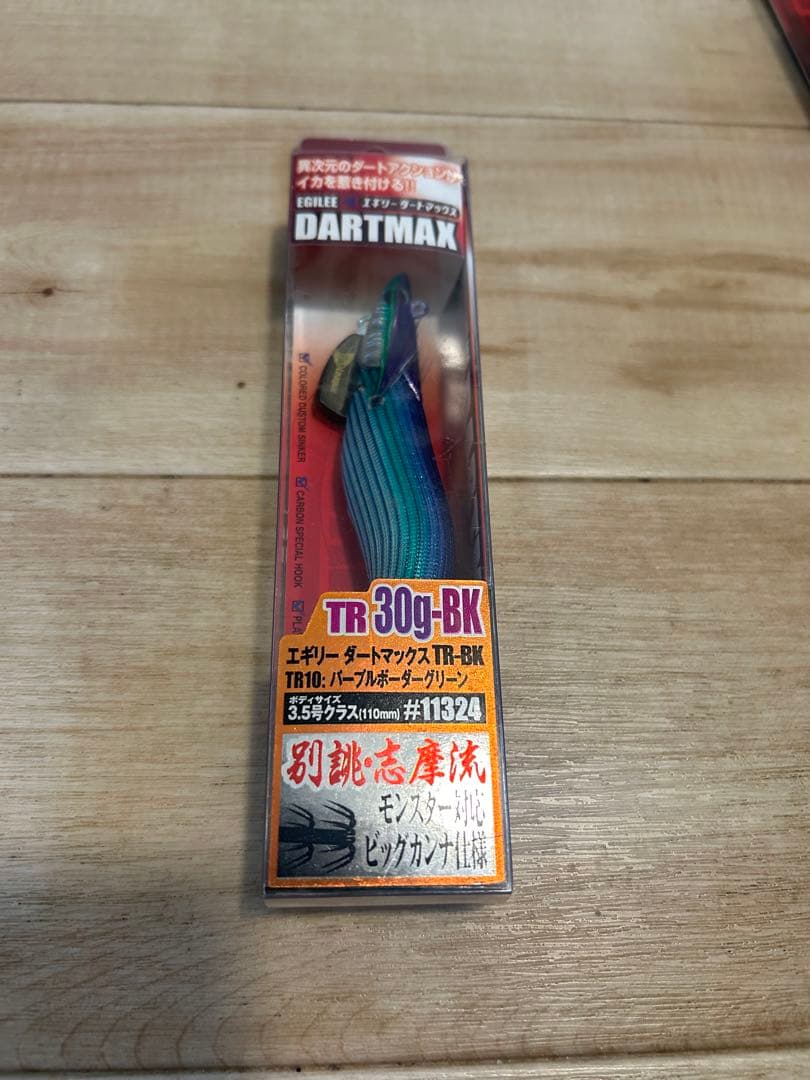 異次元のダートアクションが
イカを惹き付ける!!
EGILEE エギリーダートマックス
DARTMAX
COLORED CUSTOM SINKER
CARBON SPECIAL HOOK
TR 30g-BK
エギリー ダートマックス TR-BK
TR10: パープルボーダーグリーン
ボディサイズ
3.5号クラス(110mm) #11324
別誂・志摩流
モンスター対応
ビッグカンナ仕様